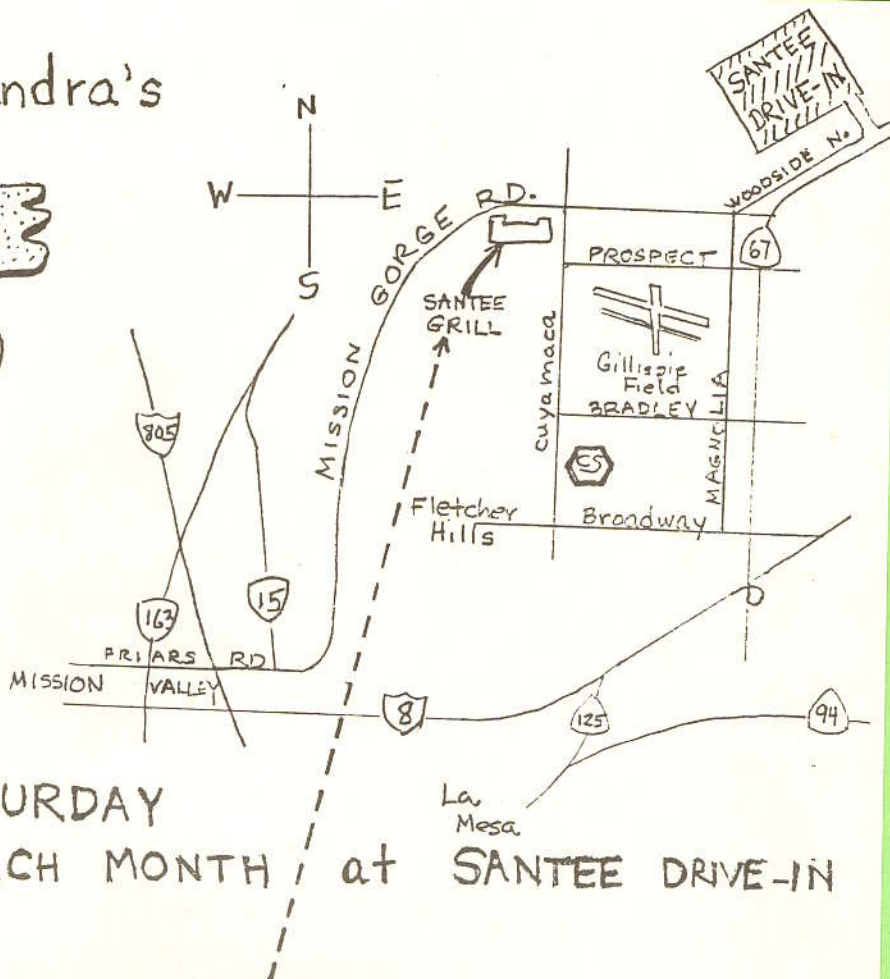 ndra's
N
W E
S
SANTEE
DRIVE-IN
WOODSIDE N.
MISSION GORGE RD.
67
PROSPECT
SANTEE
GRILL
Cuyamaca
Gillispie
Field
BRADLEY
MAGNOLIA
805
CS
Fletcher
Hills
Broadway
163
15
FRIARS RD
MISSION VALLEY
8
125
94
La
Mesa
URDAY
CH MONTH at SANTEE DRIVE-IN